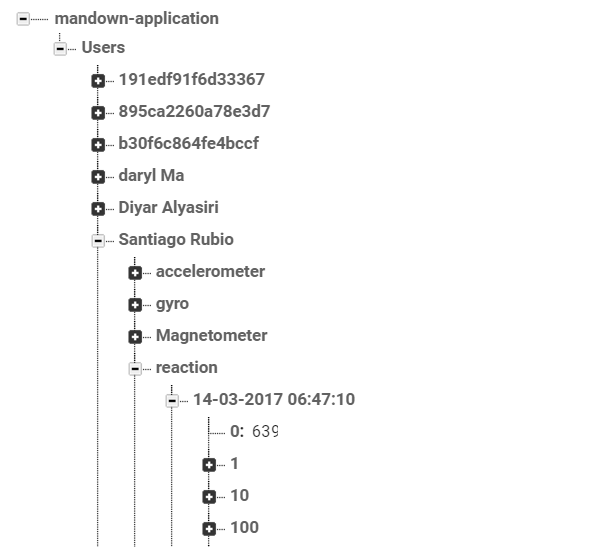 mandown-application
Users
191edf91f6d33367
895ca2260a78e3d7
b30f6c864fe4bccf
daryl Ma
Diyar Alyasiri
Santiago Rubio
accelerometer
gyro
Magnetometer
reaction
14-03-2017 06:47:10
0: 639
1
10
100